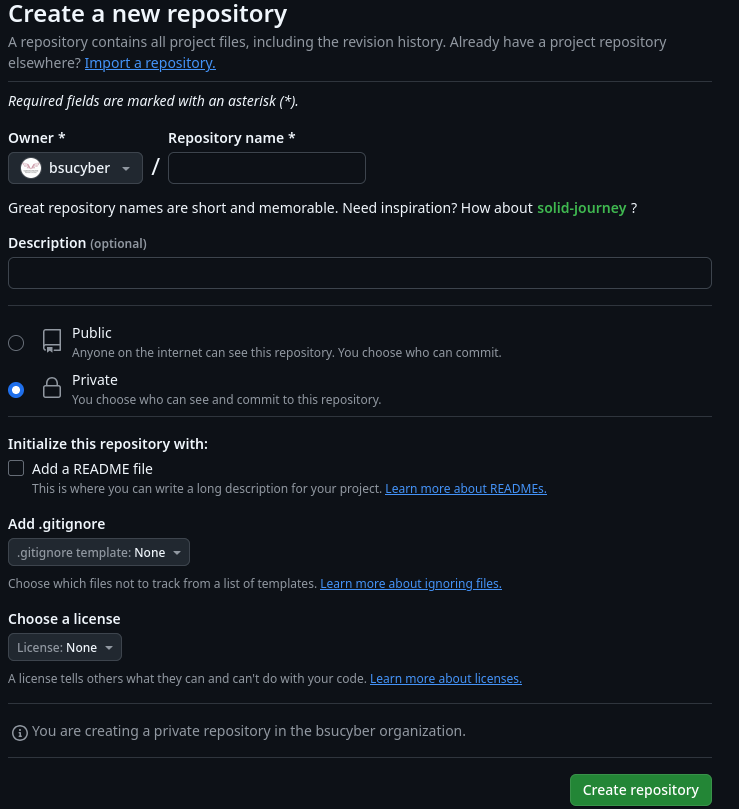 Create a new repository
A repository contains all project files, including the revision history. Already have a project repository
elsewhere? Import a repository.
Required fields are marked with an asterisk (*).
Owner * Repository name *
bsucyber /
Great repository names are short and memorable. Need inspiration? How about solid-journey ?
Description (optional)
Public
Anyone on the internet can see this repository. You choose who can commit.
Private
You choose who can see and commit to this repository.
Initialize this repository with:
Add a README file
This is where you can write a long description for your project. Learn more about READMEs.
Add .gitignore
.gitignore template: None
Choose which files not to track from a list of templates. Learn more about ignoring files.
Choose a license
License: None
A license tells others what they can and can't do with your code. Learn more about licenses.
You are creating a private repository in the bsucyber organization.
Create repository